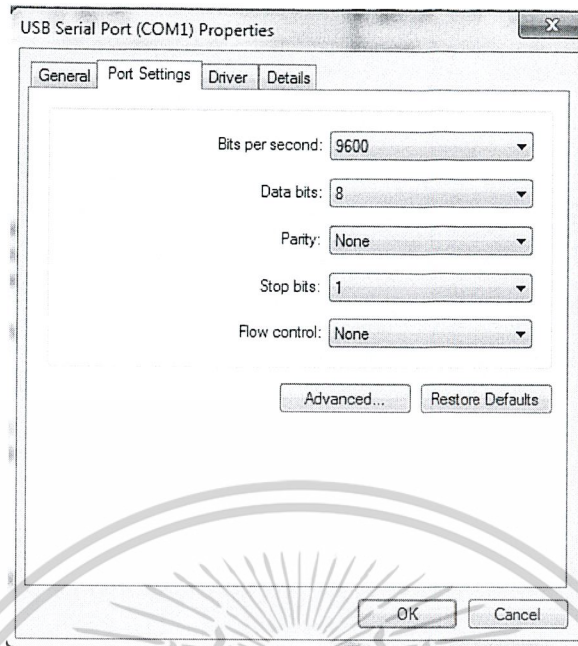 USB Serial Port (COM1) Properties
X
General Port Settings Driver Details
Bits per second: 9600
Data bits: 8
Parity: None
Stop bits: 1
Flow control: None
Advanced... Restore Defaults
OK Cancel